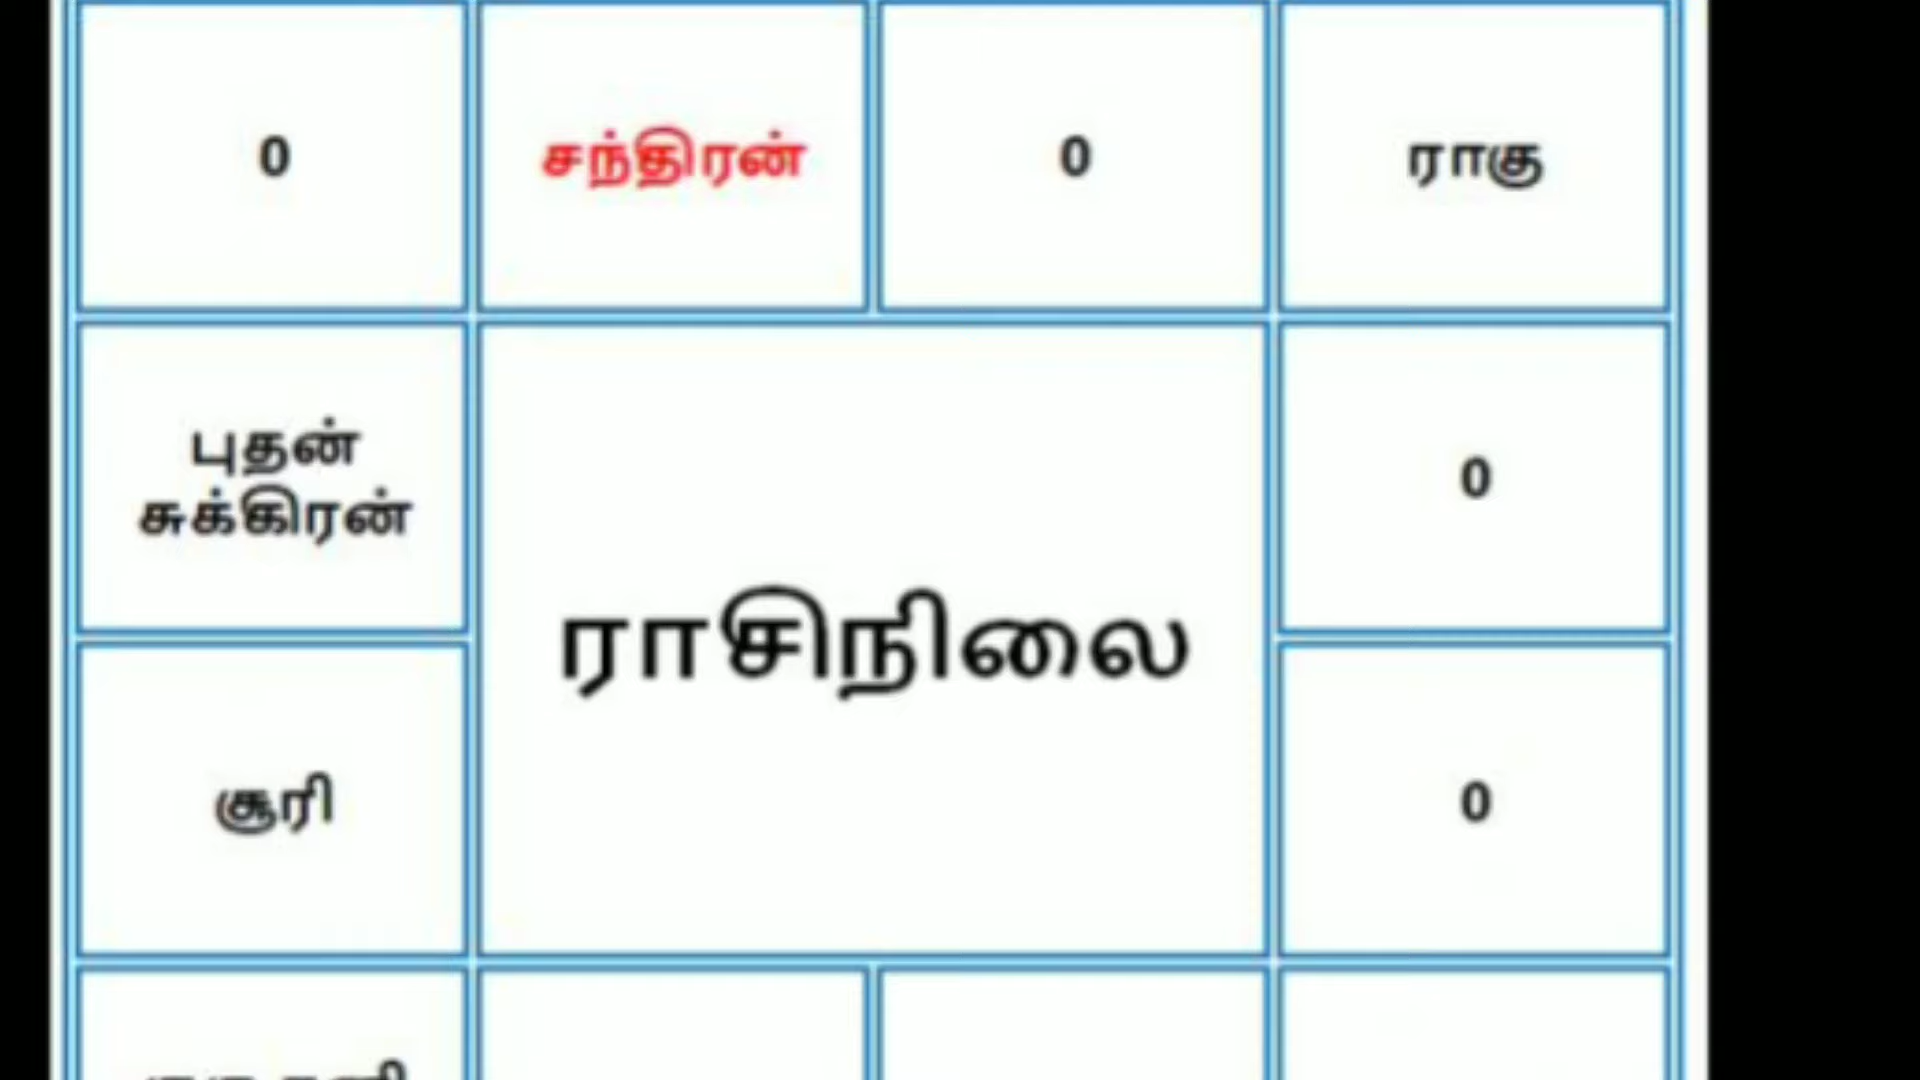 0
சந்திரன்
0
ராகு
புதன்
சுக்கிரன்
0
ராசிநிலை
சூரி
0